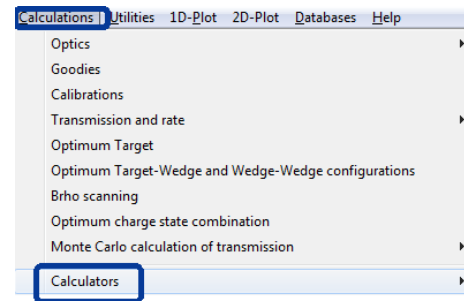 Calculations Utilities 1D-Plot 2D-Plot Databases Help
Optics
Goodies
Calibrations
Transmission and rate
Optimum Target
Optimum Target-Wedge and Wedge-Wedge configurations
Brho scanning
Optimum charge state combination
Monte Carlo calculation of transmission
Calculators